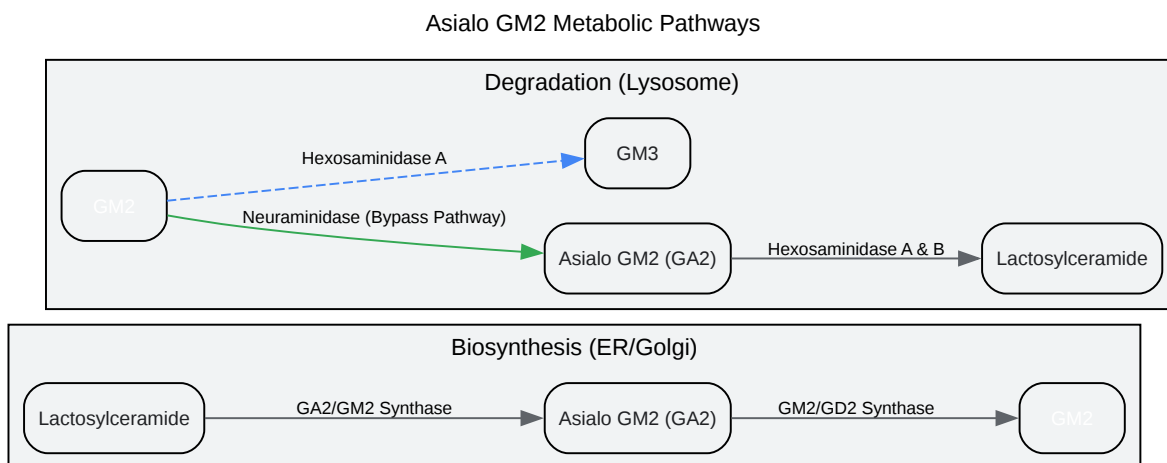 Asialo GM2 Metabolic Pathways
Degradation (Lysosome)
GM3
Hexosaminidase A
GM2
Neuraminidase (Bypass Pathway)
Asialo GM2 (GA2)
Hexosaminidase A & B
Lactosylceramide
Biosynthesis (ER/Golgi)
Lactosylceramide
GA2/GM2 Synthase
Asialo GM2 (GA2)
GM2/GD2 Synthase
GM2